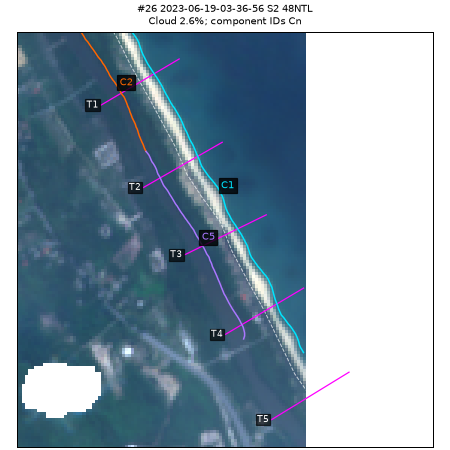 #26 2023-06-19-03-36-56 S2 48NTL
Cloud 2.6%; component IDs Cn
C2
T1
T2
C1
C5
T3
T4
T5